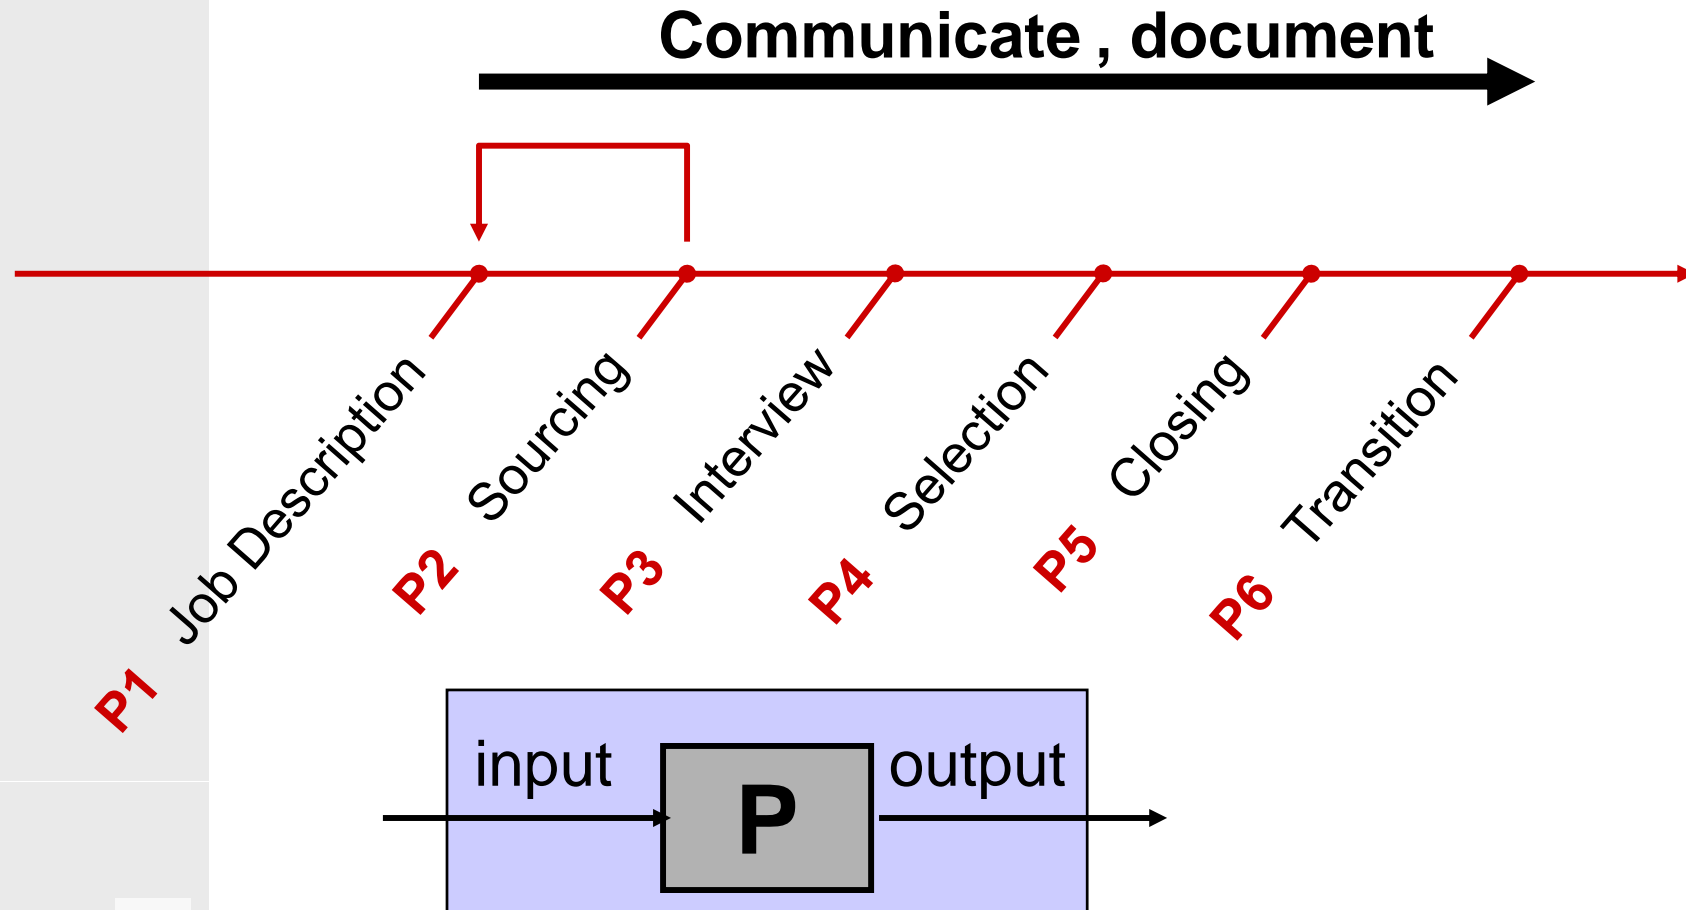 Communicate , document
P1 Job Description
P2 Sourcing
P3 Interview
P4 Selection
P5 Closing
P6 Transition
input
P
output